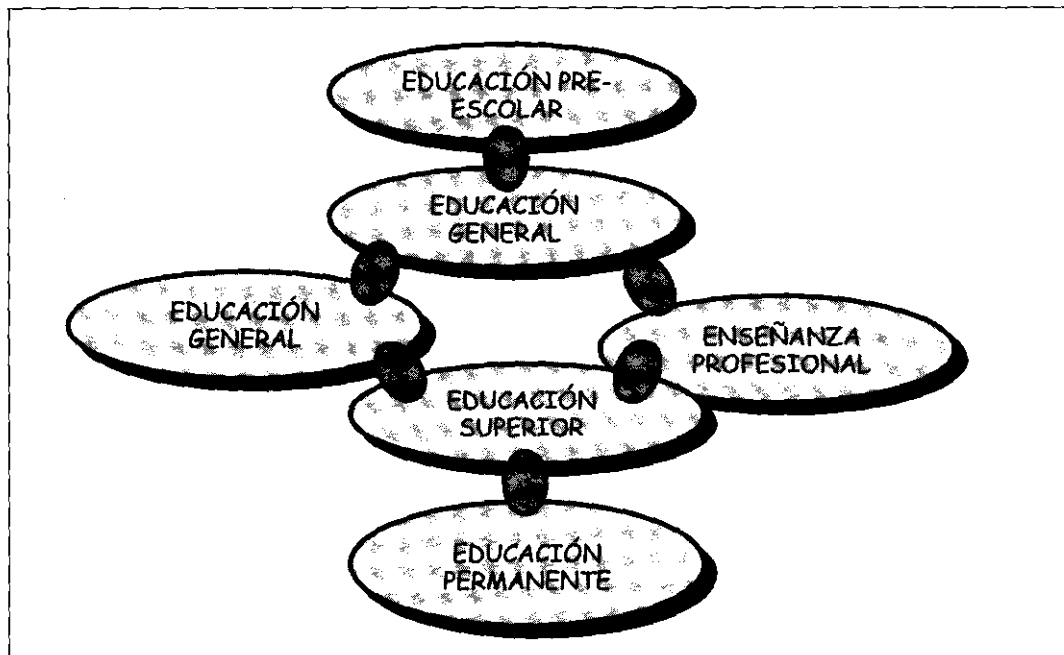 EDUCACIÓN PRE-
ESCOLAR
EDUCACIÓN
GENERAL
EDUCACIÓN
GENERAL
ENSEÑANZA
PROFESIONAL
EDUCACIÓN
SUPERIOR
EDUCACIÓN
PERMANENTE